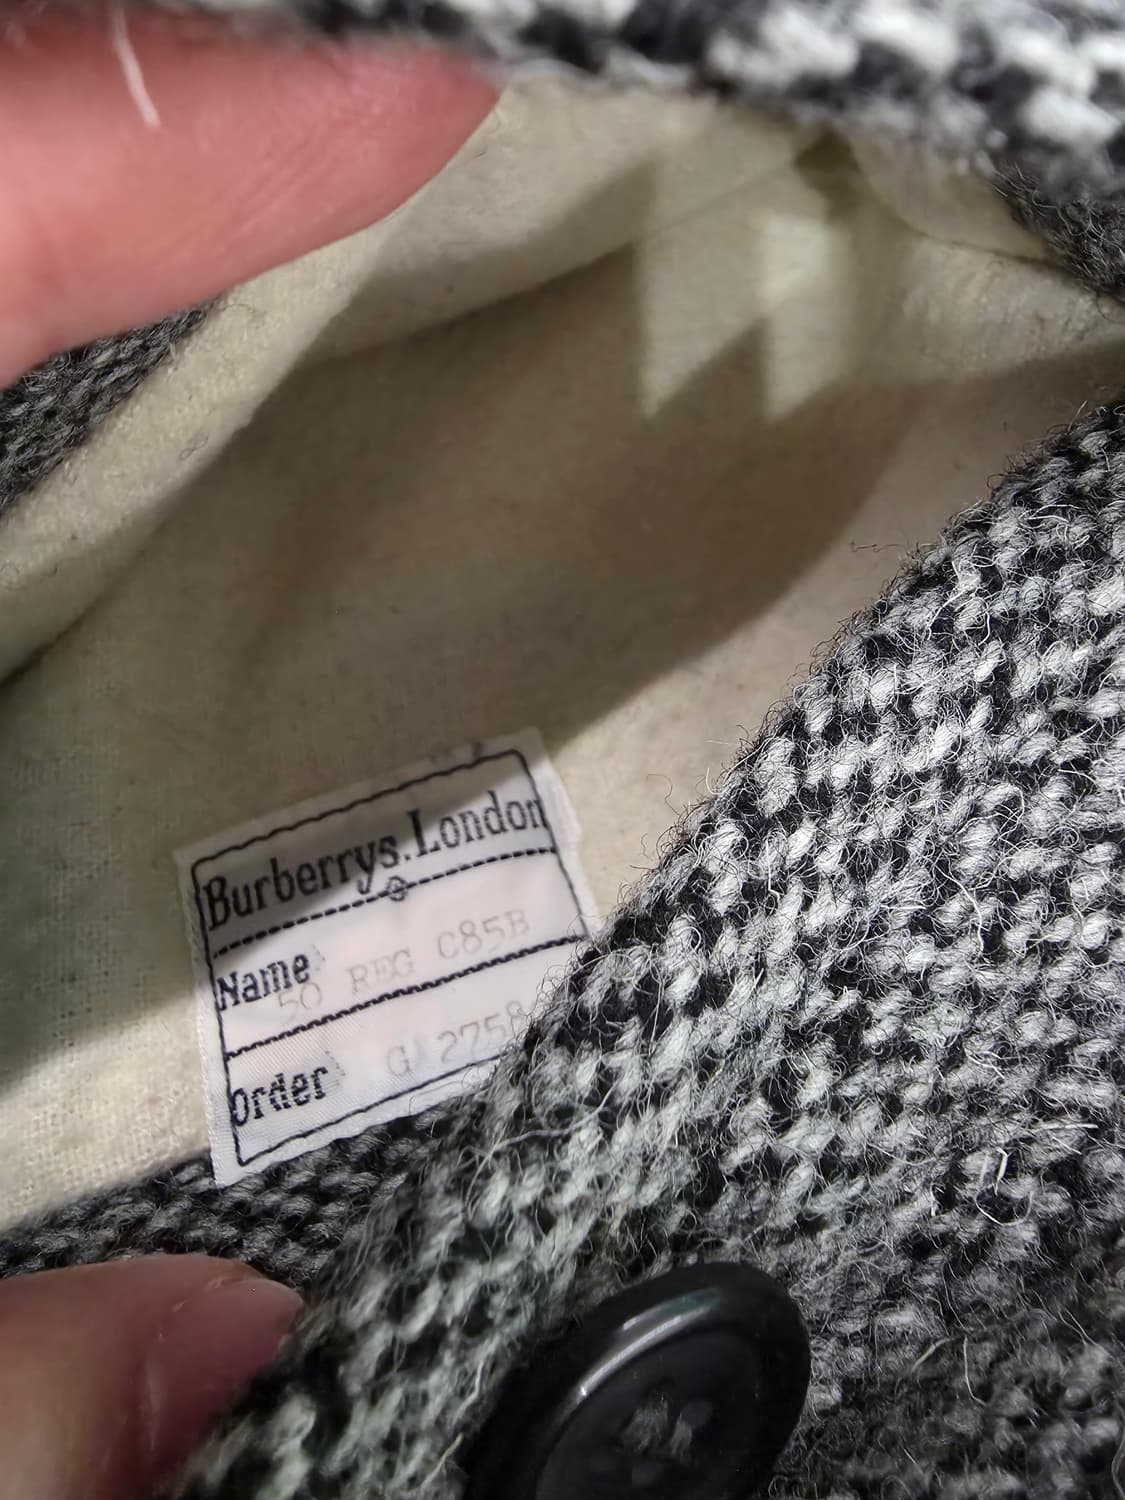 Burberrys.London
Name 50 REG C85B
Order G 2758